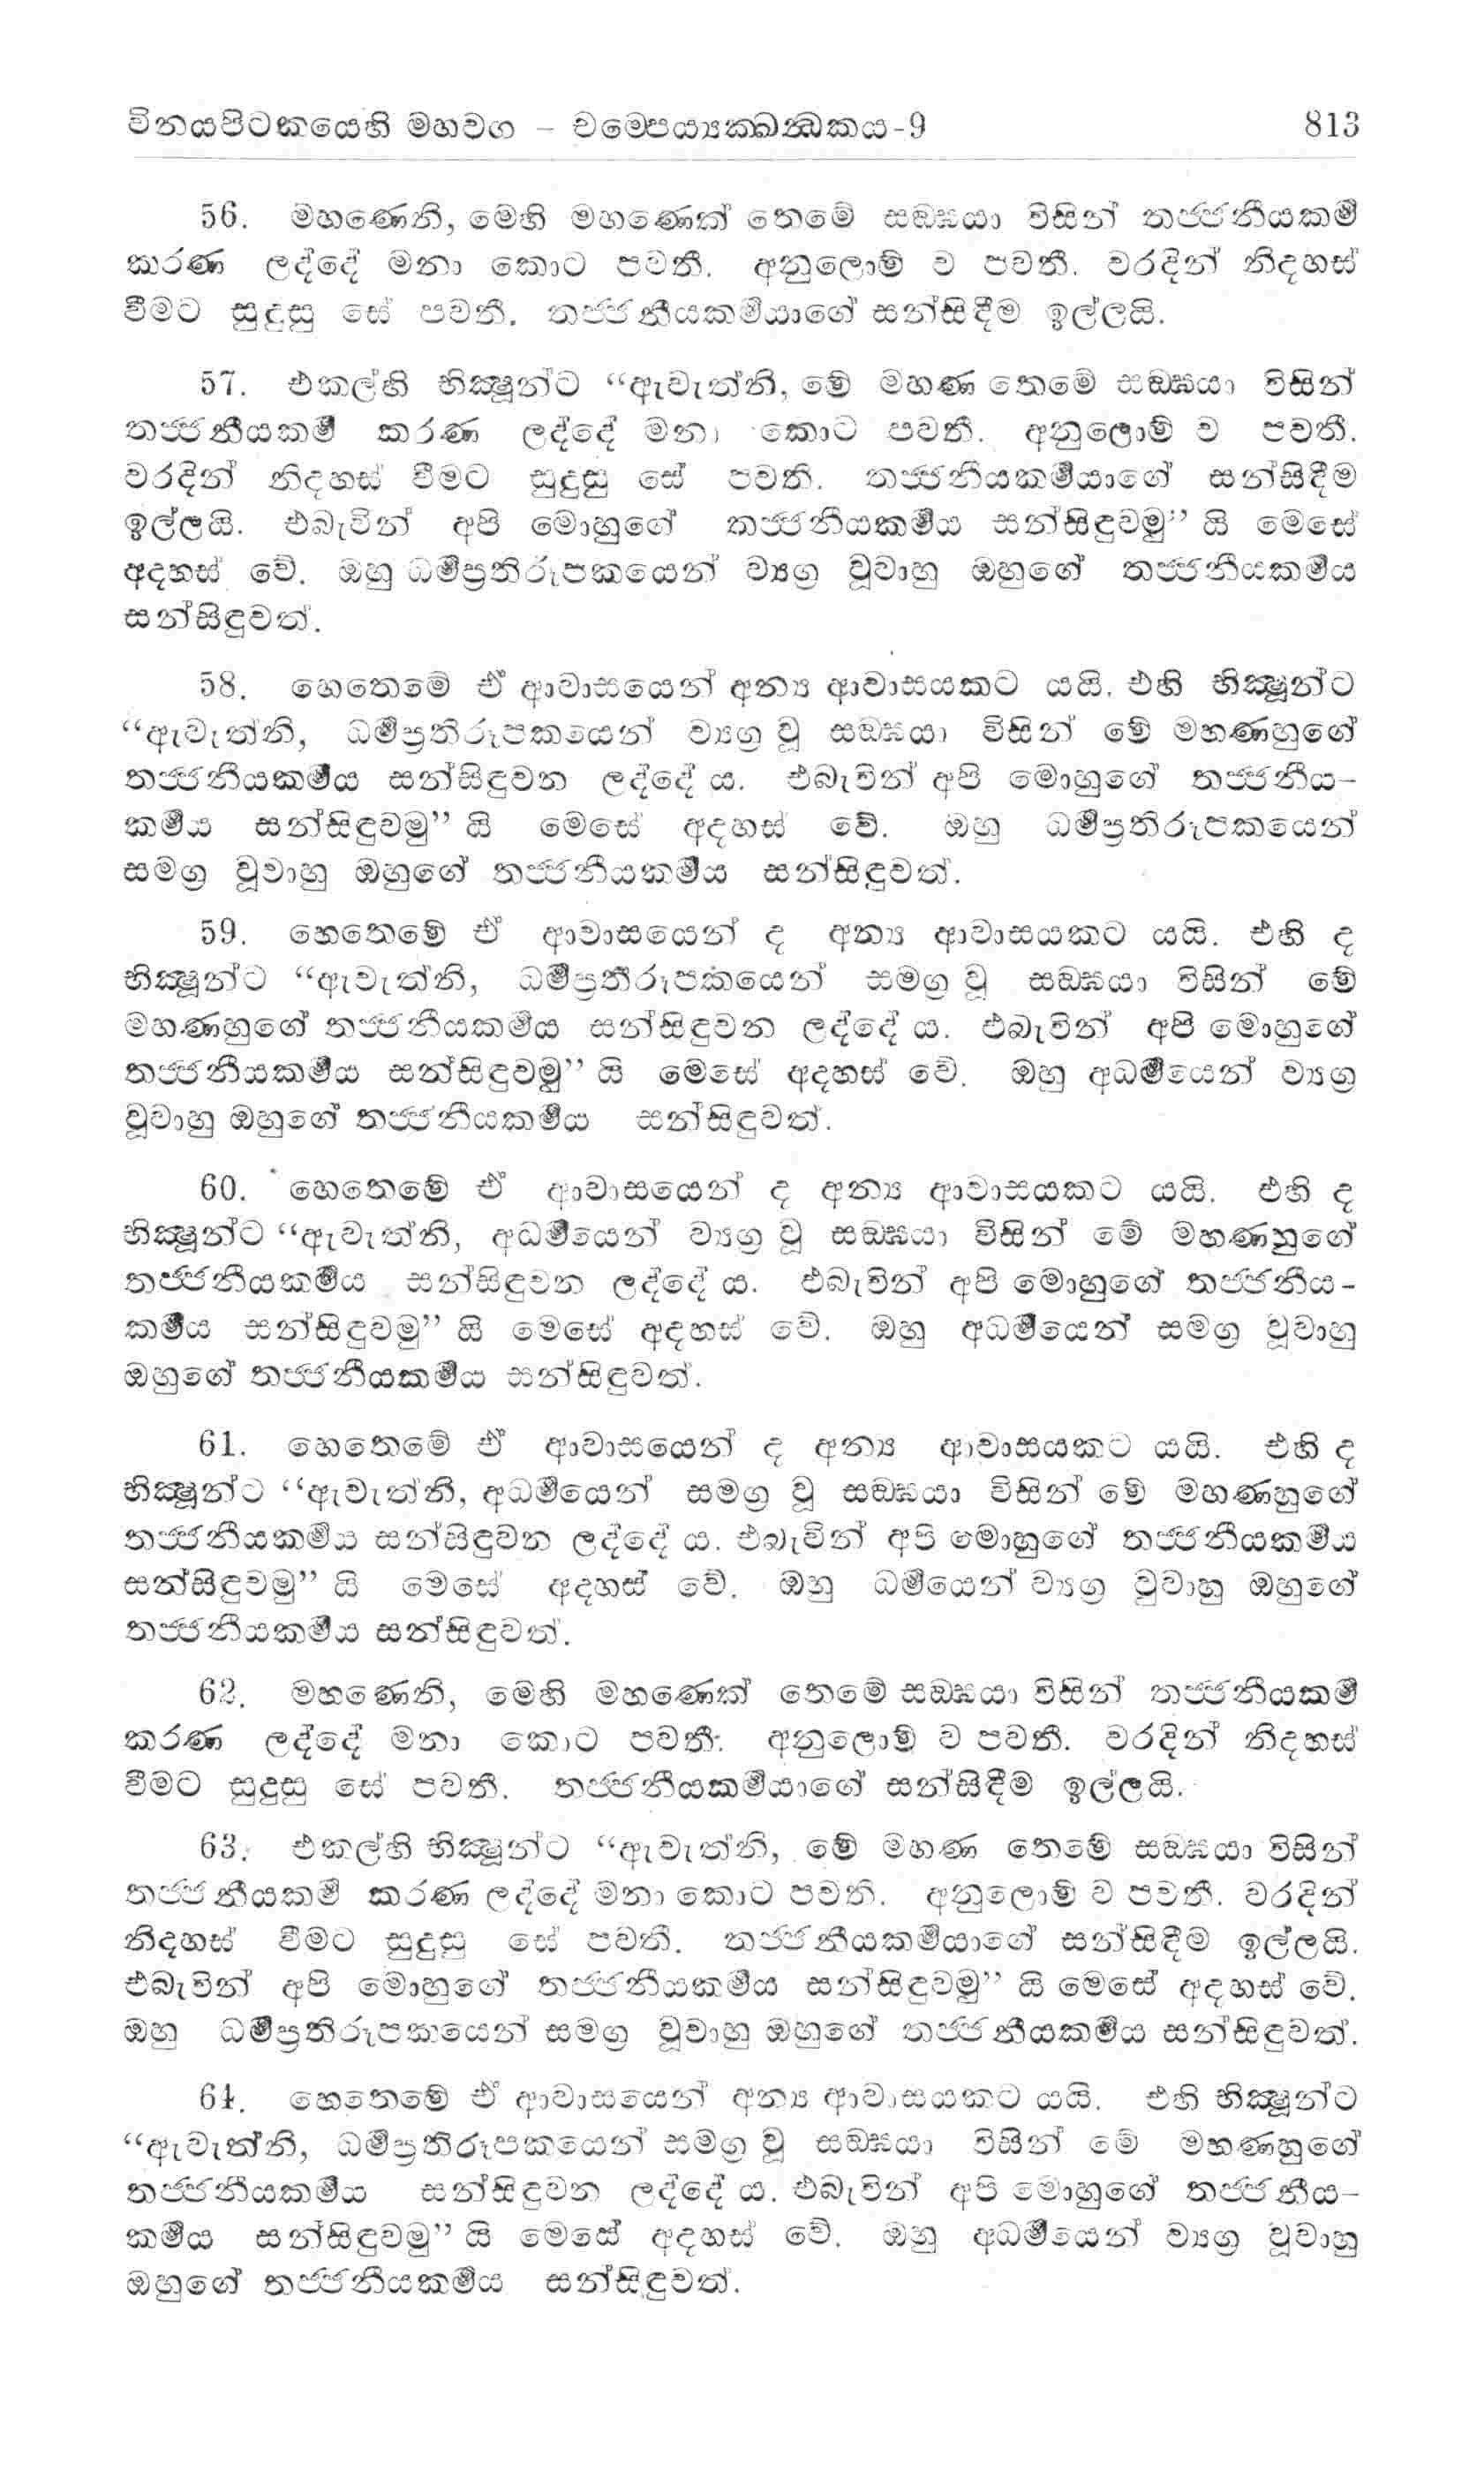 විනයපිටකයෙහි මහවග - චම්පෙය්‍යක්ඛන්ධකය-9 813
56. මහණෙනි, මෙහි මහණෙක් තෙමේ සඞ්ඝයා විසින් තජ්ජනීයකර්‍ම
කරණ ලද්දේ මනා කොට පවතී. අනුලොම් ව පවතී. වරදින් නිදහස්
වීමට සුදුසු සේ පවතී. තජ්ජනීයකර්‍මයාගේ සන්සිඳීම ඉල්ලයි.
57. එකල්හි භික්‍ෂූන්ට “ඇවැත්නි, මේ මහණ තෙමේ සඞ්ඝයා විසින්
තජ්ජනීයකර්‍ම කරණ ලද්දේ මනා කොට පවතී. අනුලොම් ව පවතී.
වරදින් නිදහස් වීමට සුදුසු සේ පවතී. තජ්ජනීයකර්‍මයාගේ සන්සිඳීම
ඉල්ලයි. එබැවින් අපි මොහුගේ තජ්ජනීයකර්‍මය සන්සිඳුවමු” යි මෙසේ
අදහස් වේ. ඔහු ධර්‍මප්‍රතිරූපකයෙන් ව්‍යග්‍ර වූවාහු ඔහුගේ තජ්ජනීයකර්‍මය
සන්සිඳුවත්.
58. හෙතෙමේ ඒ ආවාසයෙන් අන්‍ය ආවාසයකට යයි. එහි භික්‍ෂූන්ට
“ඇවැත්නි, ධර්‍මප්‍රතිරූපකයෙන් ව්‍යග්‍ර වූ සඞ්ඝයා විසින් මේ මහණහුගේ
තජ්ජනීයකර්‍මය සන්සිඳුවන ලද්දේ ය. එබැවින් අපි මොහුගේ තජ්ජනීය-
කර්‍මය සන්සිඳුවමු” යි මෙසේ අදහස් වේ. ඔහු ධර්‍මප්‍රතිරූපකයෙන්
සමග්‍ර වූවාහු ඔහුගේ තජ්ජනීයකර්‍මය සන්සිඳුවත්.
59. හෙතෙමේ ඒ ආවාසයෙන් ද අන්‍ය ආවාසයකට යයි. එහි ද
භික්‍ෂූන්ට “ඇවැත්නි, ධර්‍මප්‍රතිරූපකයෙන් සමග්‍ර වූ සඞ්ඝයා විසින් මේ
මහණහුගේ තජ්ජනීයකර්‍මය සන්සිඳුවන ලද්දේ ය. එබැවින් අපි මොහුගේ
තජ්ජනීයකර්‍මය සන්සිඳුවමු” යි මෙසේ අදහස් වේ. ඔහු අධර්‍මයෙන් ව්‍යග්‍ර
වූවාහු ඔහුගේ තජ්ජනීයකර්‍මය සන්සිඳුවත්.
60. හෙතෙමේ ඒ ආවාසයෙන් ද අන්‍ය ආවාසයකට යයි. එහි ද
භික්‍ෂූන්ට “ඇවැත්නි, අධර්‍මයෙන් ව්‍යග්‍ර වූ සඞ්ඝයා විසින් මේ මහණහුගේ
තජ්ජනීයකර්‍මය සන්සිඳුවන ලද්දේ ය. එබැවින් අපි මොහුගේ තජ්ජනීය-
කර්‍මය සන්සිඳුවමු” යි මෙසේ අදහස් වේ. ඔහු අධර්‍මයෙන් සමග්‍ර වූවාහු
ඔහුගේ තජ්ජනීයකර්‍මය සන්සිඳුවත්.
61. හෙතෙමේ ඒ ආවාසයෙන් ද අන්‍ය ආවාසයකට යයි. එහි ද
භික්‍ෂූන්ට “ඇවැත්නි, අධර්‍මයෙන් සමග්‍ර වූ සඞ්ඝයා විසින් මේ මහණහුගේ
තජ්ජනීයකර්‍මය සන්සිඳුවන ලද්දේ ය. එබැවින් අපි මොහුගේ තජ්ජනීයකර්‍මය
සන්සිඳුවමු” යි මෙසේ අදහස් වේ. ඔහු ධර්‍මයෙන් ව්‍යග්‍ර වූවාහු ඔහුගේ
තජ්ජනීයකර්‍මය සන්සිඳුවත්.
62. මහණෙනි, මෙහි මහණෙක් තෙමේ සඞ්ඝයා විසින් තජ්ජනීයකර්‍ම
කරණ ලද්දේ මනා කොට පවතී. අනුලොම් ව පවතී. වරදින් නිදහස්
වීමට සුදුසු සේ පවතී. තජ්ජනීයකර්‍මයාගේ සන්සිඳීම ඉල්ලයි.
63. එකල්හි භික්‍ෂූන්ට “ඇවැත්නි, මේ මහණ තෙමේ සඞ්ඝයා විසින්
තජ්ජනීයකර්‍ම කරණ ලද්දේ මනා කොට පවතී. අනුලොම් ව පවතී. වරදින්
නිදහස් වීමට සුදුසු සේ පවතී. තජ්ජනීයකර්‍මයාගේ සන්සිඳීම ඉල්ලයි.
එබැවින් අපි මොහුගේ තජ්ජනීයකර්‍මය සන්සිඳුවමු” යි මෙසේ අදහස් වේ.
ඔහු ධර්‍මප්‍රතිරූපකයෙන් සමග්‍ර වූවාහු ඔහුගේ තජ්ජනීයකර්‍මය සන්සිඳුවත්.
64. හෙතෙමේ ඒ ආවාසයෙන් අන්‍ය ආවාසයකට යයි. එහි භික්‍ෂූන්ට
“ඇවැත්නි, ධර්‍මප්‍රතිරූපකයෙන් සමග්‍ර වූ සඞ්ඝයා විසින් මේ මහණහුගේ
තජ්ජනීයකර්‍මය සන්සිඳුවන ලද්දේ ය. එබැවින් අපි මොහුගේ තජ්ජනීය-
කර්‍මය සන්සිඳුවමු” යි මෙසේ අදහස් වේ. ඔහු අධර්‍මයෙන් ව්‍යග්‍ර වූවාහු
ඔහුගේ තජ්ජනීයකර්‍මය සන්සිඳුවත්.